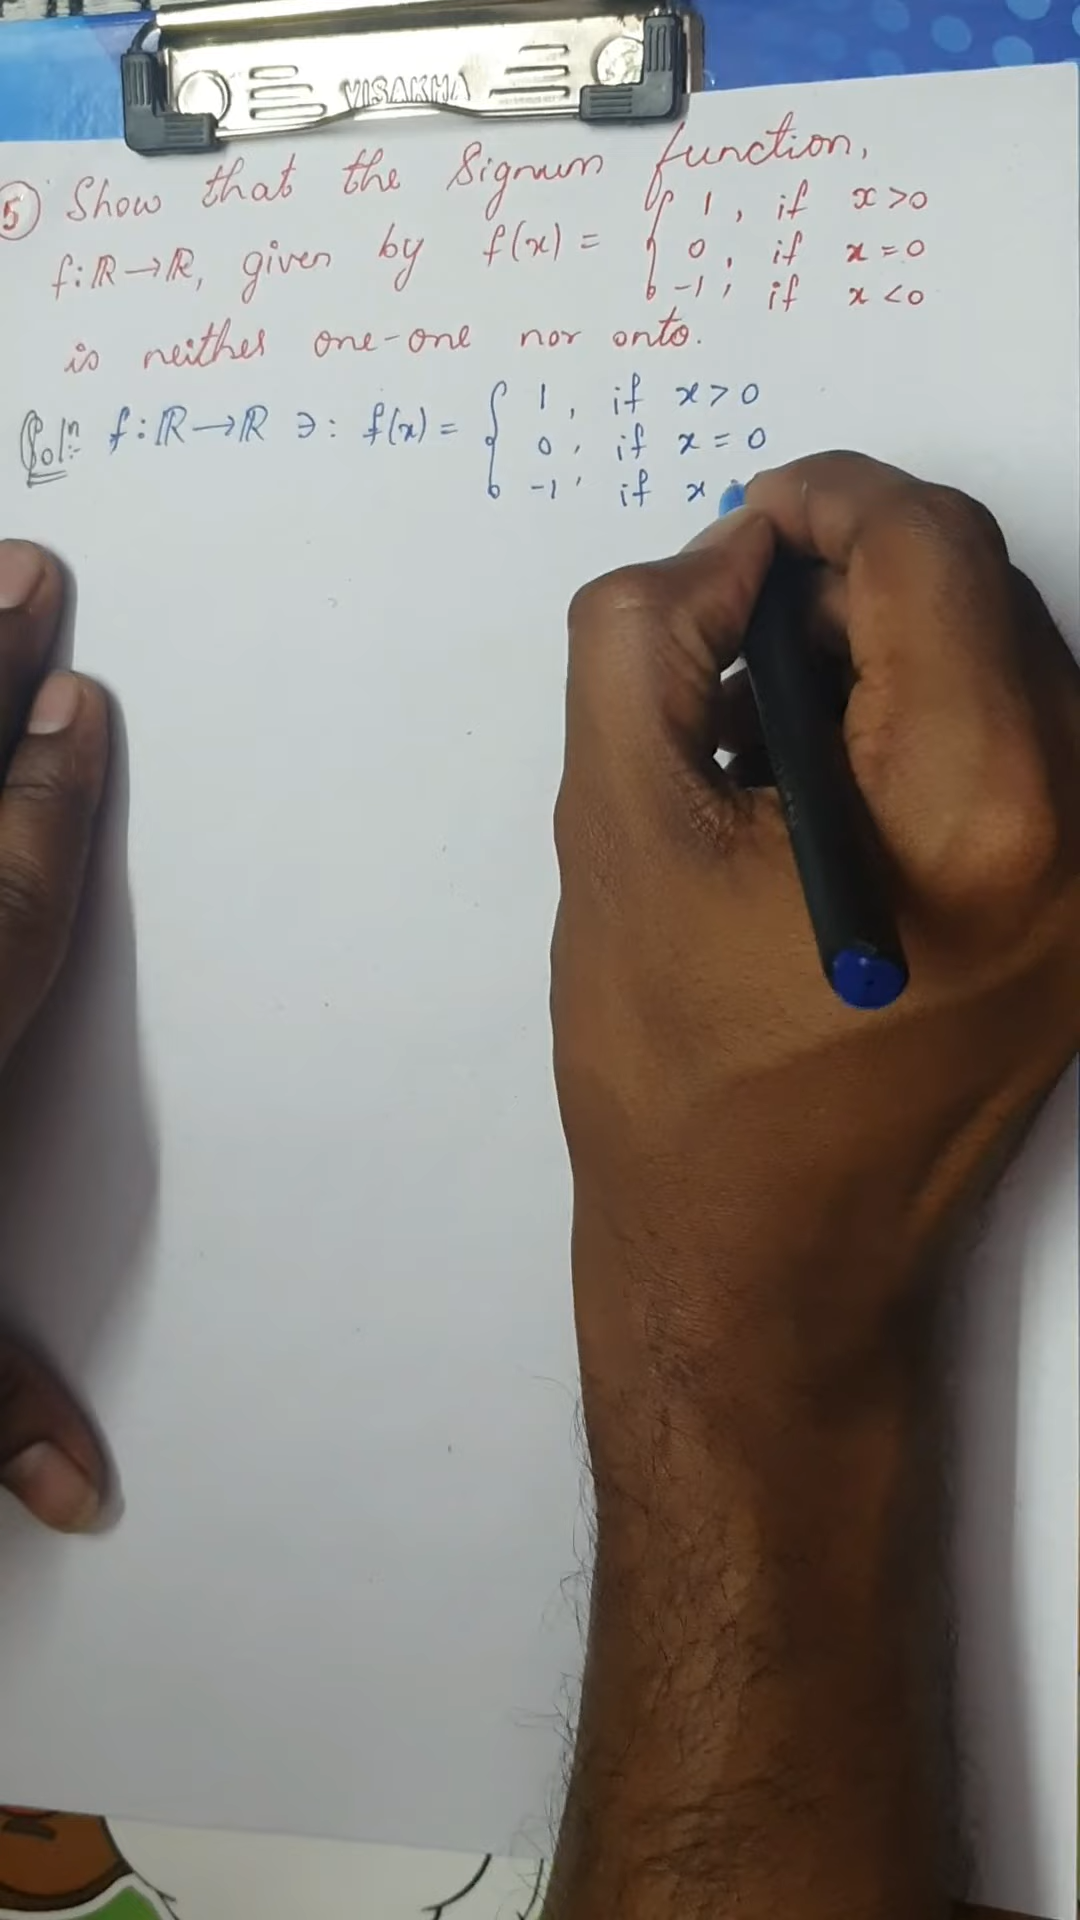 VISAKHA
5 Show that the Signum function,
f:ℝ→ℝ, given by f(x) = { 1, if x>0
0, if x=0
-1, if x<0
is neither one-one nor onto.
Soln:- f:ℝ→ℝ ∋: f(x) = { 1, if x>0
0, if x=0
-1, if x